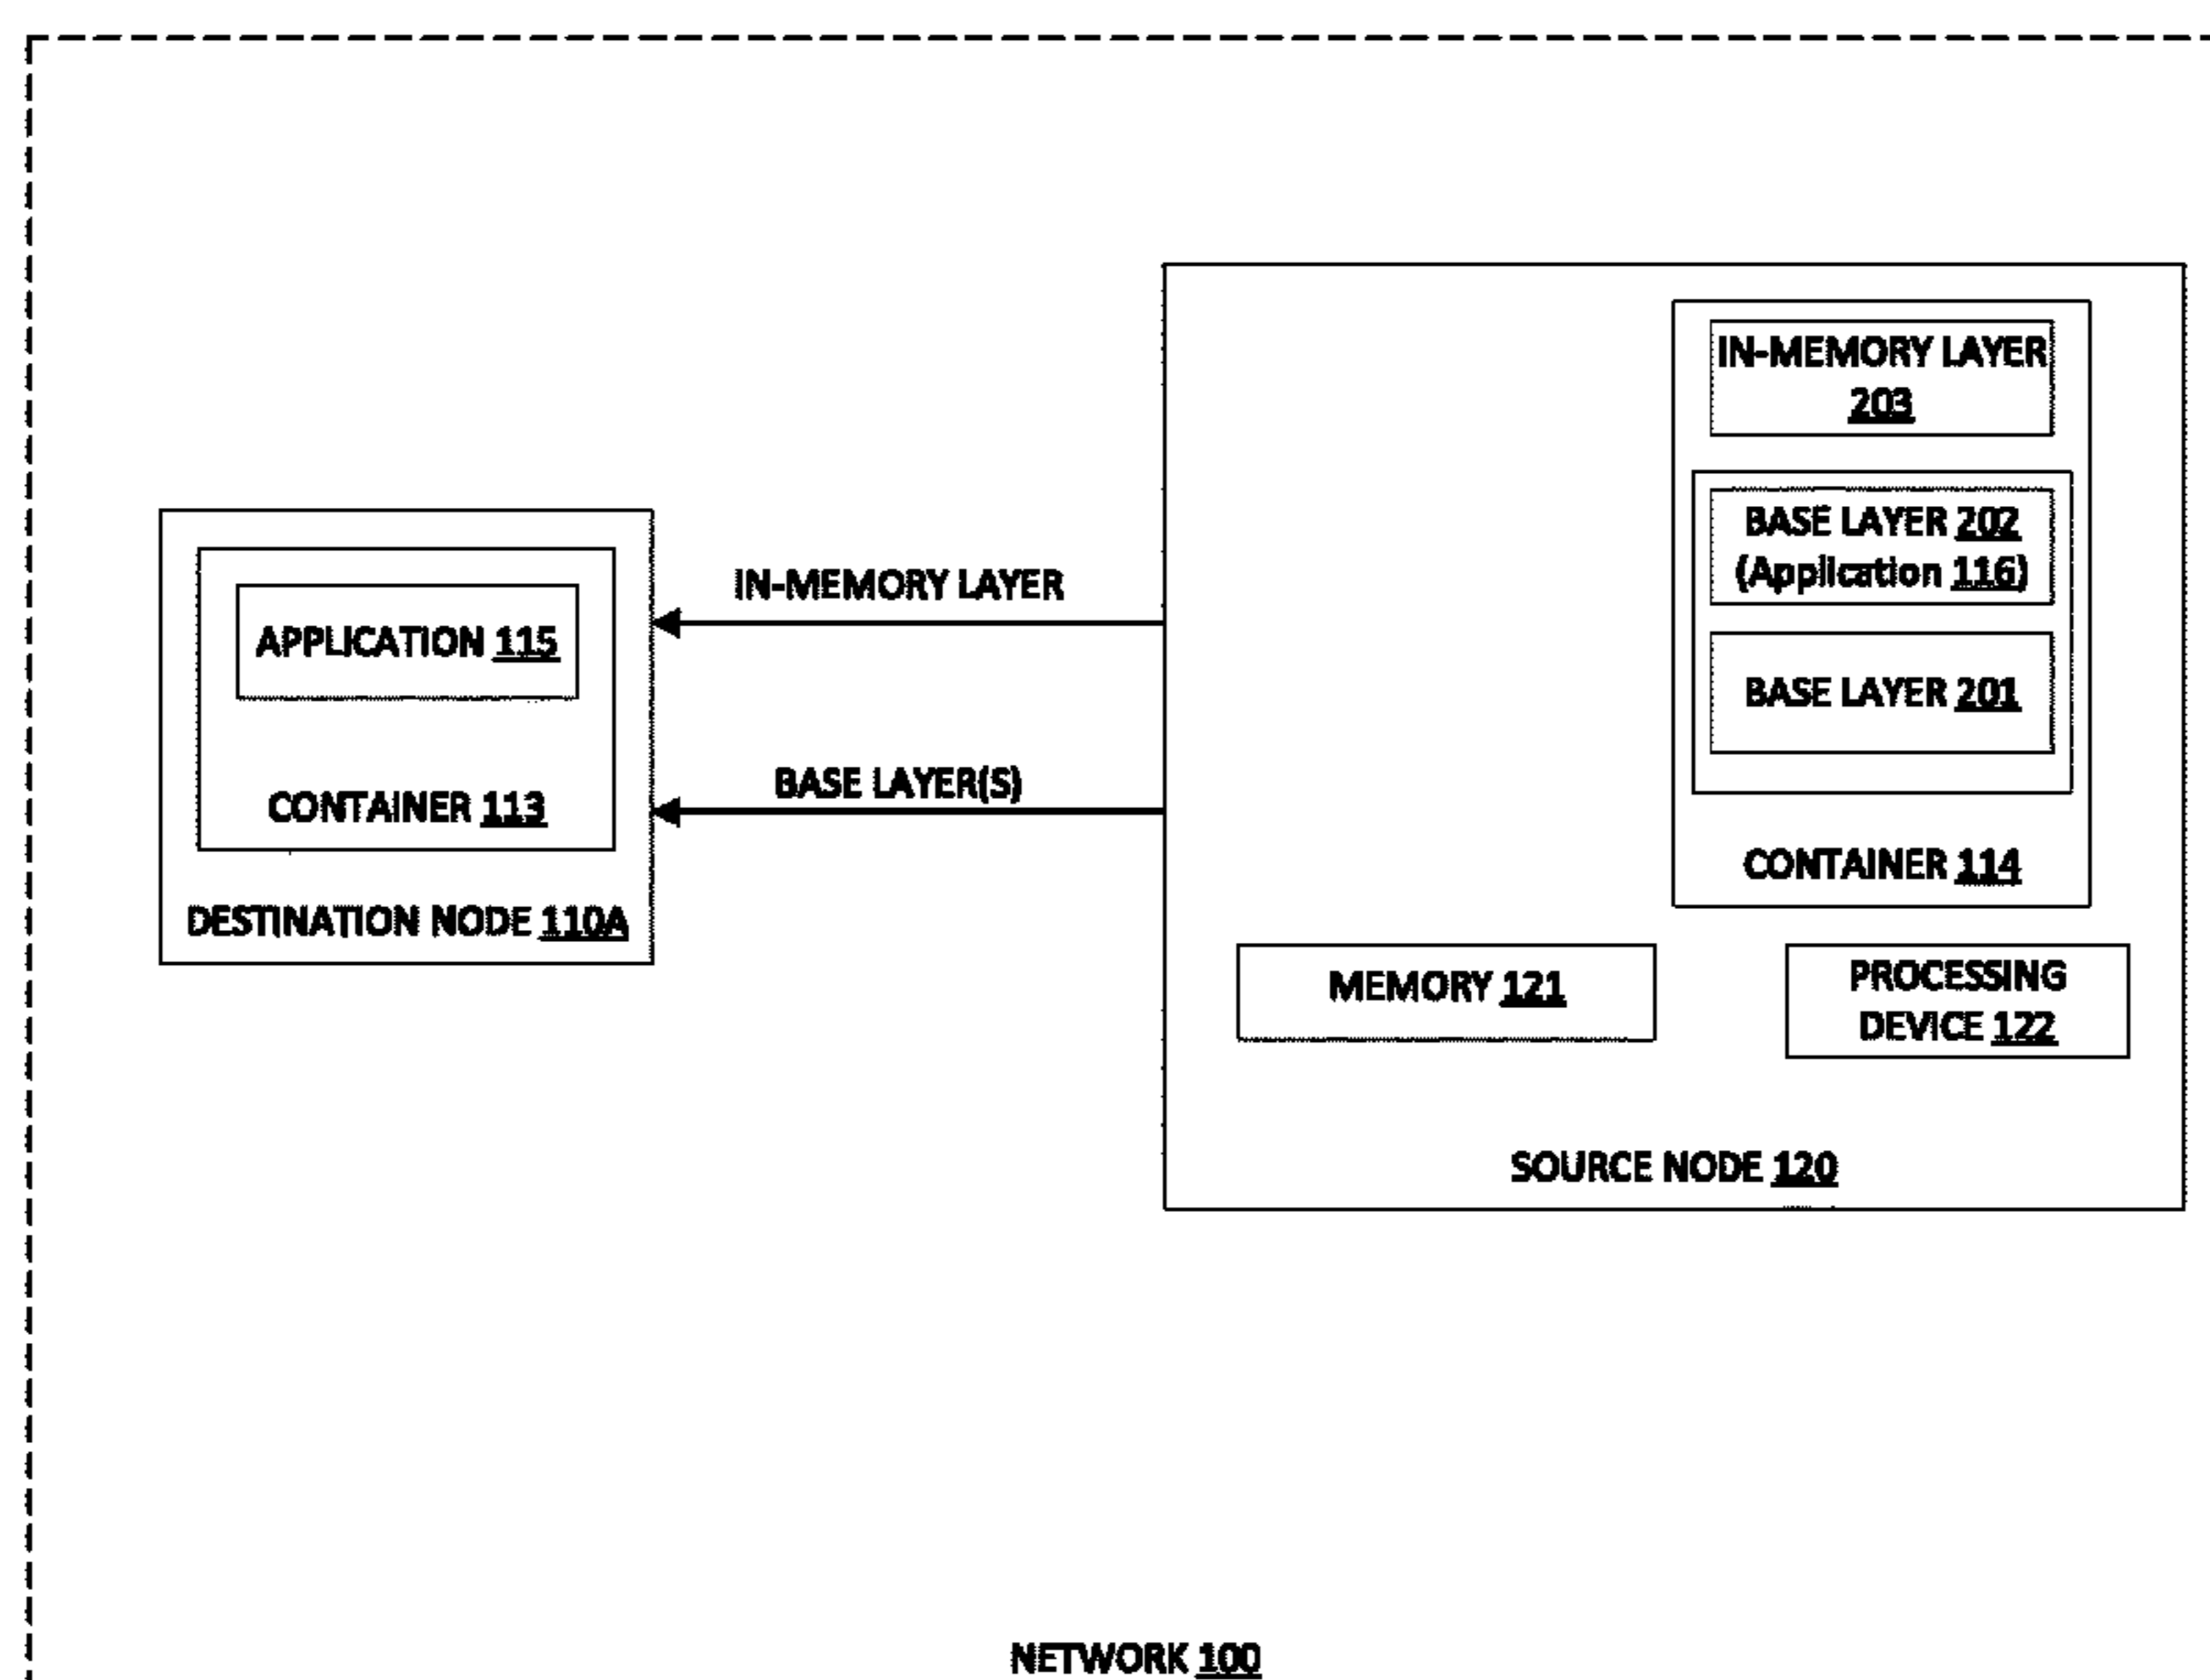 IN-MEMORY LAYER
203
BASE LAYER 202
(Application 116)
BASE LAYER 201
CONTAINER 114
IN-MEMORY LAYER
BASE LAYER(S)
APPLICATION 115
CONTAINER 113
DESTINATION NODE 110A
MEMORY 121
PROCESSING
DEVICE 122
SOURCE NODE 120
NETWORK 100